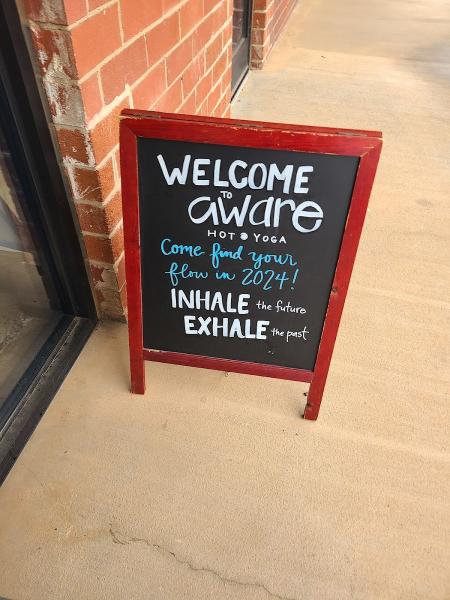 WELCOME
TO
aware
HOT YOGA
Come find your
flow in 2024!
INHALE the future
EXHALE the past